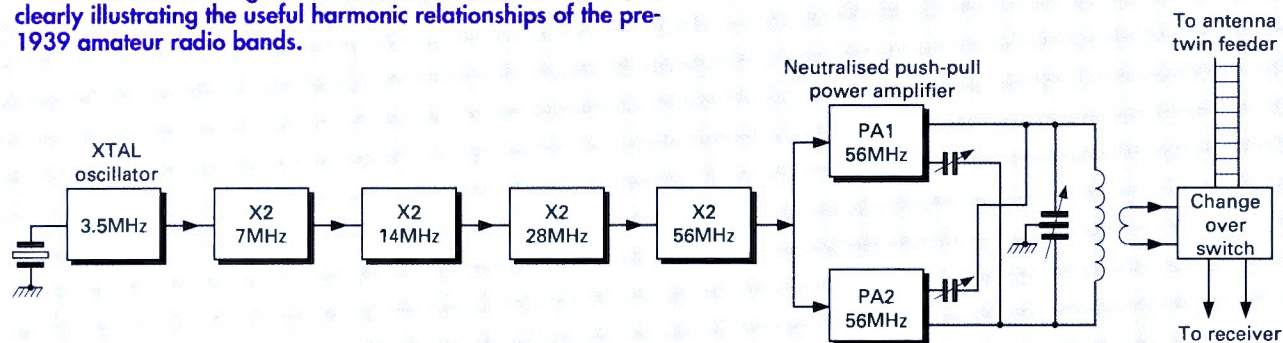 clearly illustrating the useful harmonic relationships of the pre-
1939 amateur radio bands.
To antenna
twin feeder
Neutralised push-pull
power amplifier
XTAL
oscillator
3.5MHz
X2
7MHz
X2
14MHz
X2
28MHz
X2
56MHz
PA1
56MHz
PA2
56MHz
Change
over
switch
To receiver